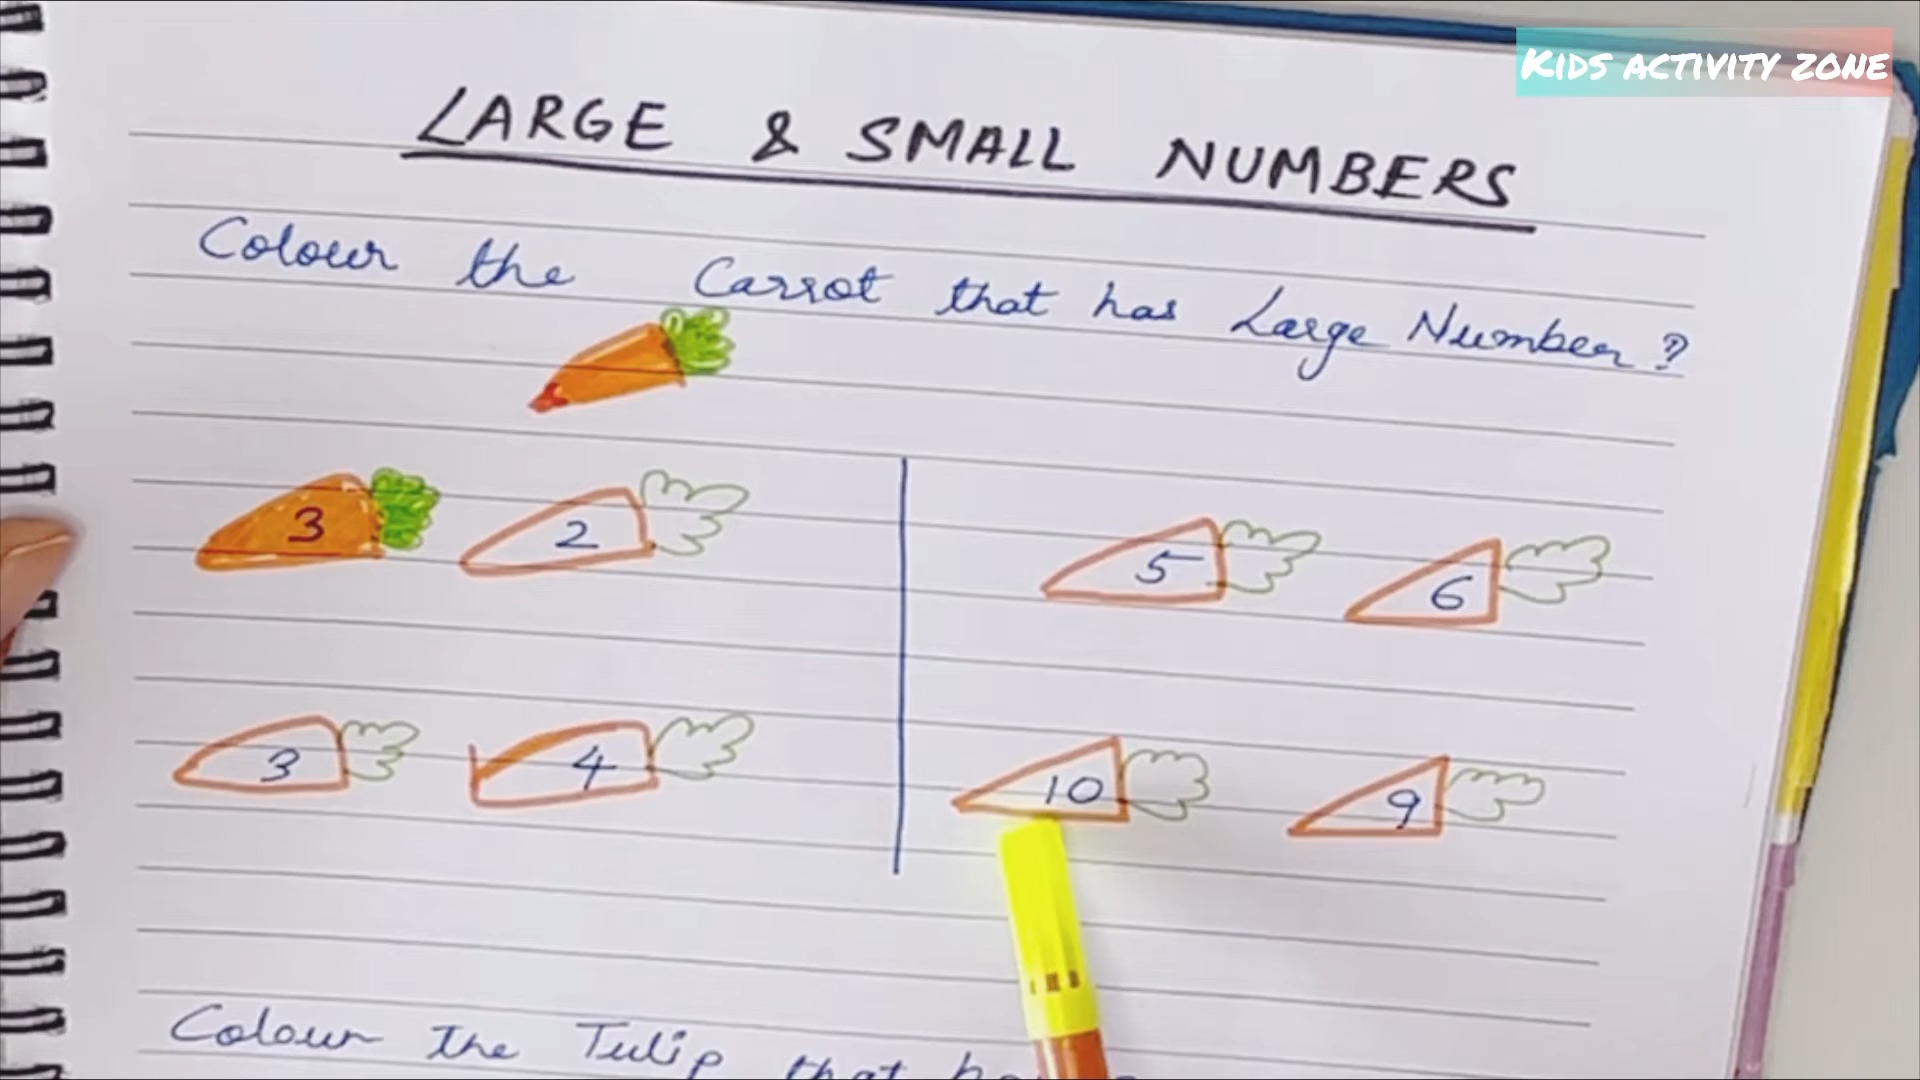 KIDS ACTIVITY ZONE
LARGE & SMALL NUMBERS
Colour the Carrot that has Large Number?
3 2 5 6
3 4 10 9
Colour the Tulip that